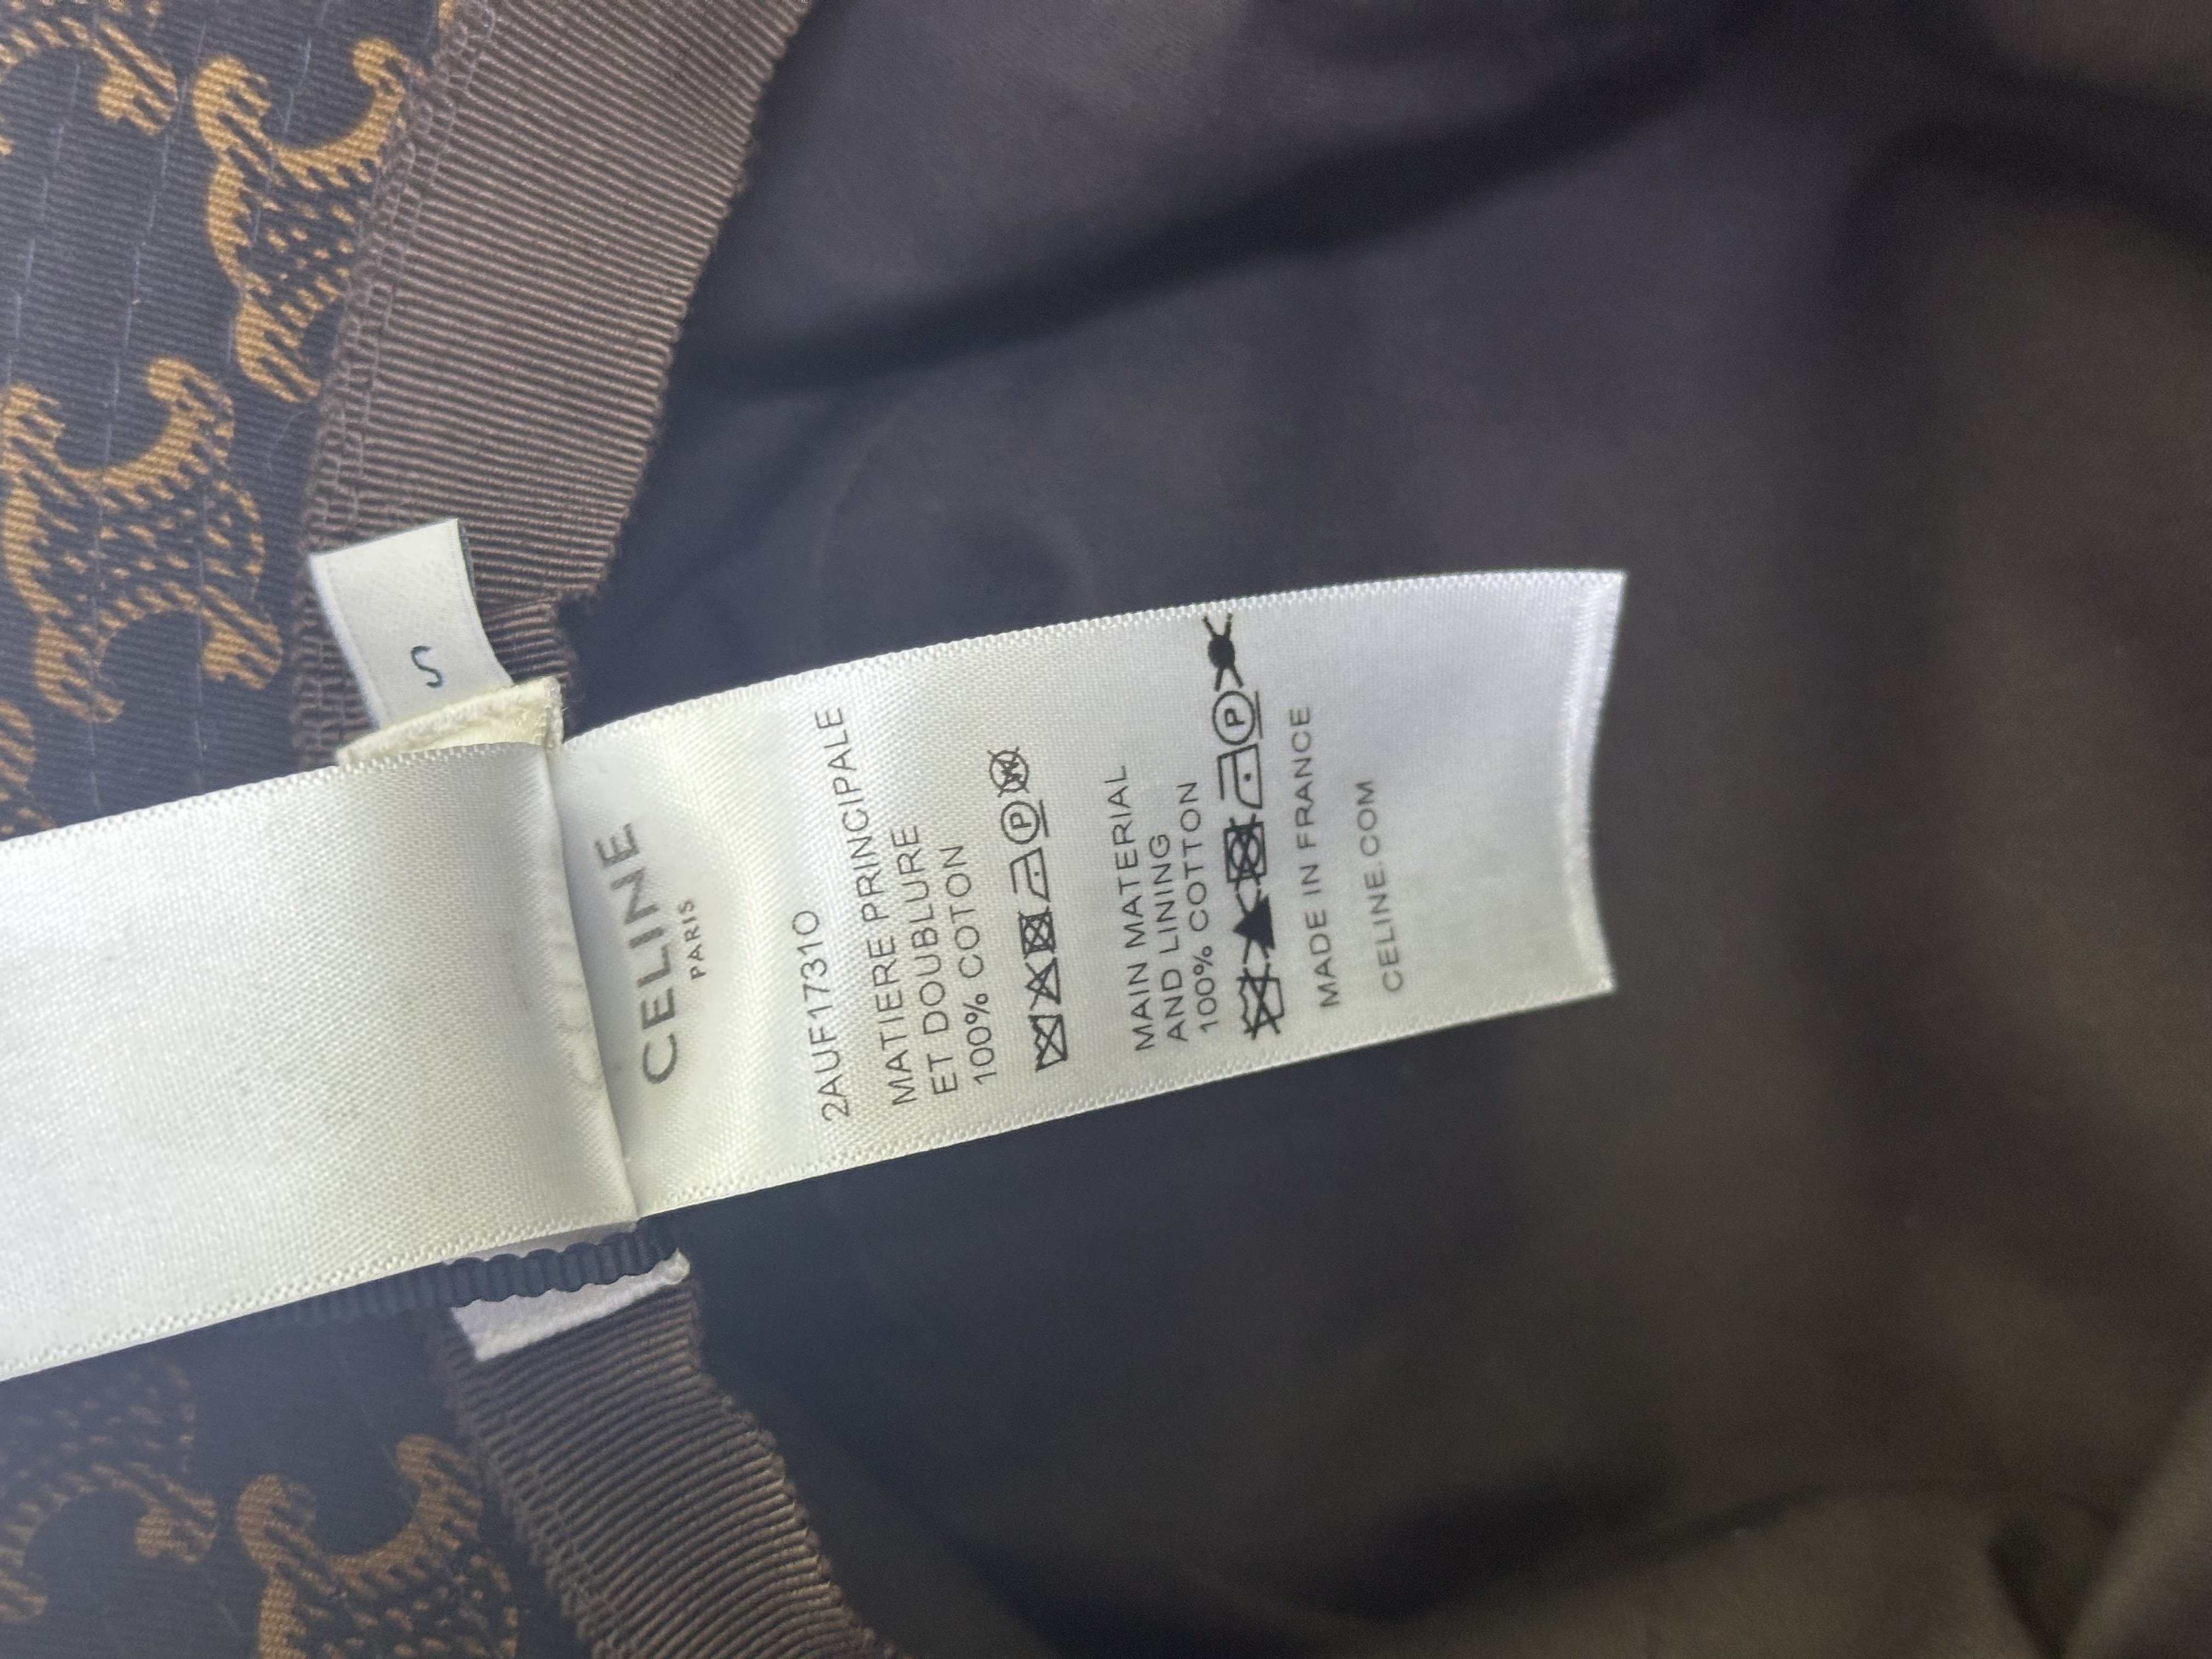 S
CELINE
PARIS
2AUF1731O
MATIERE PRINCIPALE
ET DOUBLURE
100% COTON
P W
MAIN MATERIAL
AND LINING
100% COTTON
P
MADE IN FRANCE
CELINE.COM